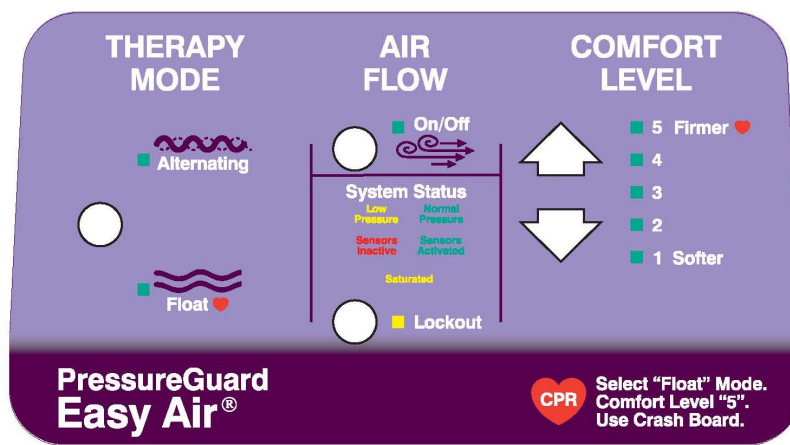 THERAPY
MODE
Alternating
Float
AIR
FLOW
On/Off
System Status
Low
Pressure
Normal
Pressure
Sensors
Inactive
Sensors
Activated
Saturated
Lockout
COMFORT
LEVEL
5 Firmer
4
3
2
1 Softer
PressureGuard
Easy Air®
CPR
Select “Float” Mode.
Comfort Level “5”.
Use Crash Board.